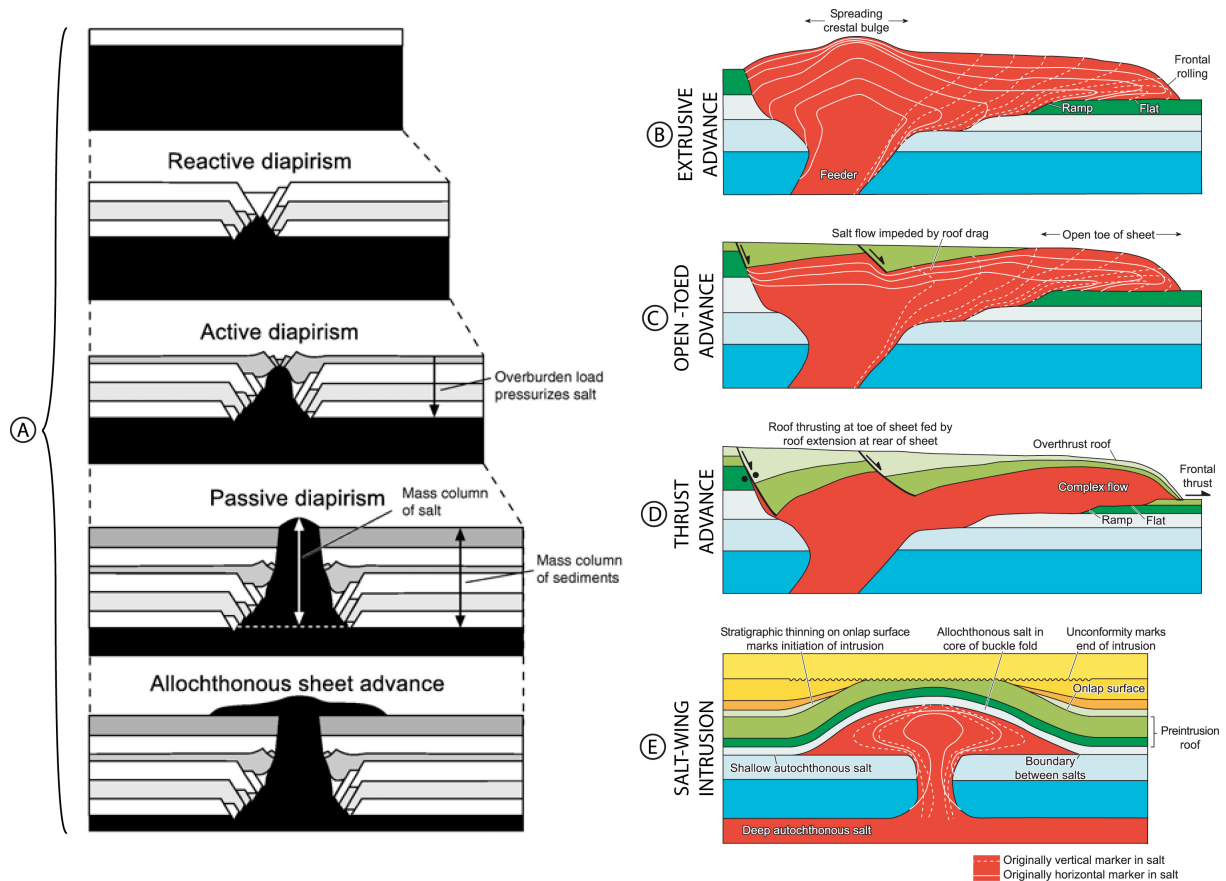 A
Reactive diapirism
Active diapirism
Overburden load
pressurizes salt
Passive diapirism
Mass column
of salt
Mass column
of sediments
Allochthonous sheet advance
B
EXTRUSIVE
ADVANCE
Spreading
crestal bulge
Frontal
rolling
Ramp
Flat
Feeder
C
OPEN -TOED
ADVANCE
Salt flow impeded by roof drag
Open toe of sheet
D
THRUST
ADVANCE
Roof thrusting at toe of sheet fed by
roof extension at rear of sheet
Overthrust roof
Frontal
thrust
Complex flow
Ramp
Flat
E
SALT-WING
INTRUSION
Stratigraphic thinning on onlap surface
marks initiation of intrusion
Allochthonous salt in
core of buckle fold
Unconformity marks
end of intrusion
Onlap surface
Preintrusion
roof
Shallow autochthonous salt
Boundary
between salts
Deep autochthonous salt
Originally vertical marker in salt
Originally horizontal marker in salt